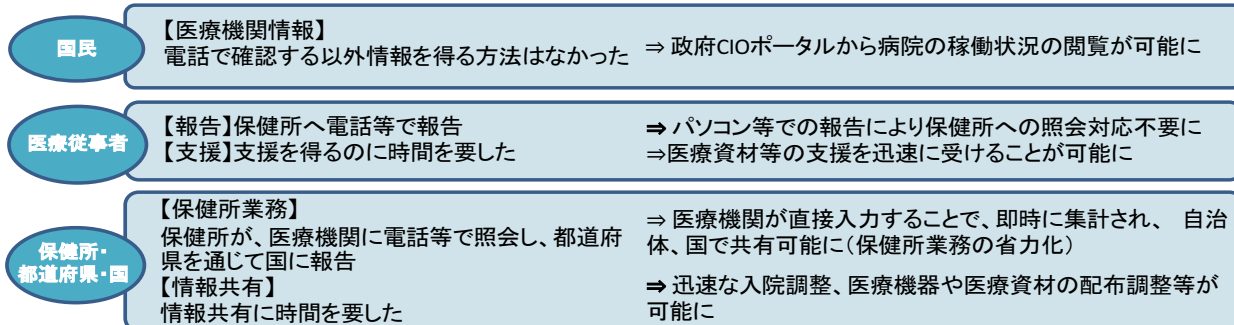 国民
【医療機関情報】
電話で確認する以外情報を得る方法はなかった
⇒ 政府CIOポータルから病院の稼働状況の閲覧が可能に
医療従事者
【報告】保健所へ電話等で報告
【支援】支援を得るのに時間を要した
⇒ パソコン等での報告により保健所への照会対応不要に
⇒医療資材等の支援を迅速に受けることが可能に
保健所・
都道府県・国
【保健所業務】
保健所が、医療機関に電話等で照会し、都道府
県を通じて国に報告
【情報共有】
情報共有に時間を要した
⇒ 医療機関が直接入力することで、即時に集計され、 自治
体、国で共有可能に(保健所業務の省力化)
⇒ 迅速な入院調整、医療機器や医療資材の配布調整等が
可能に